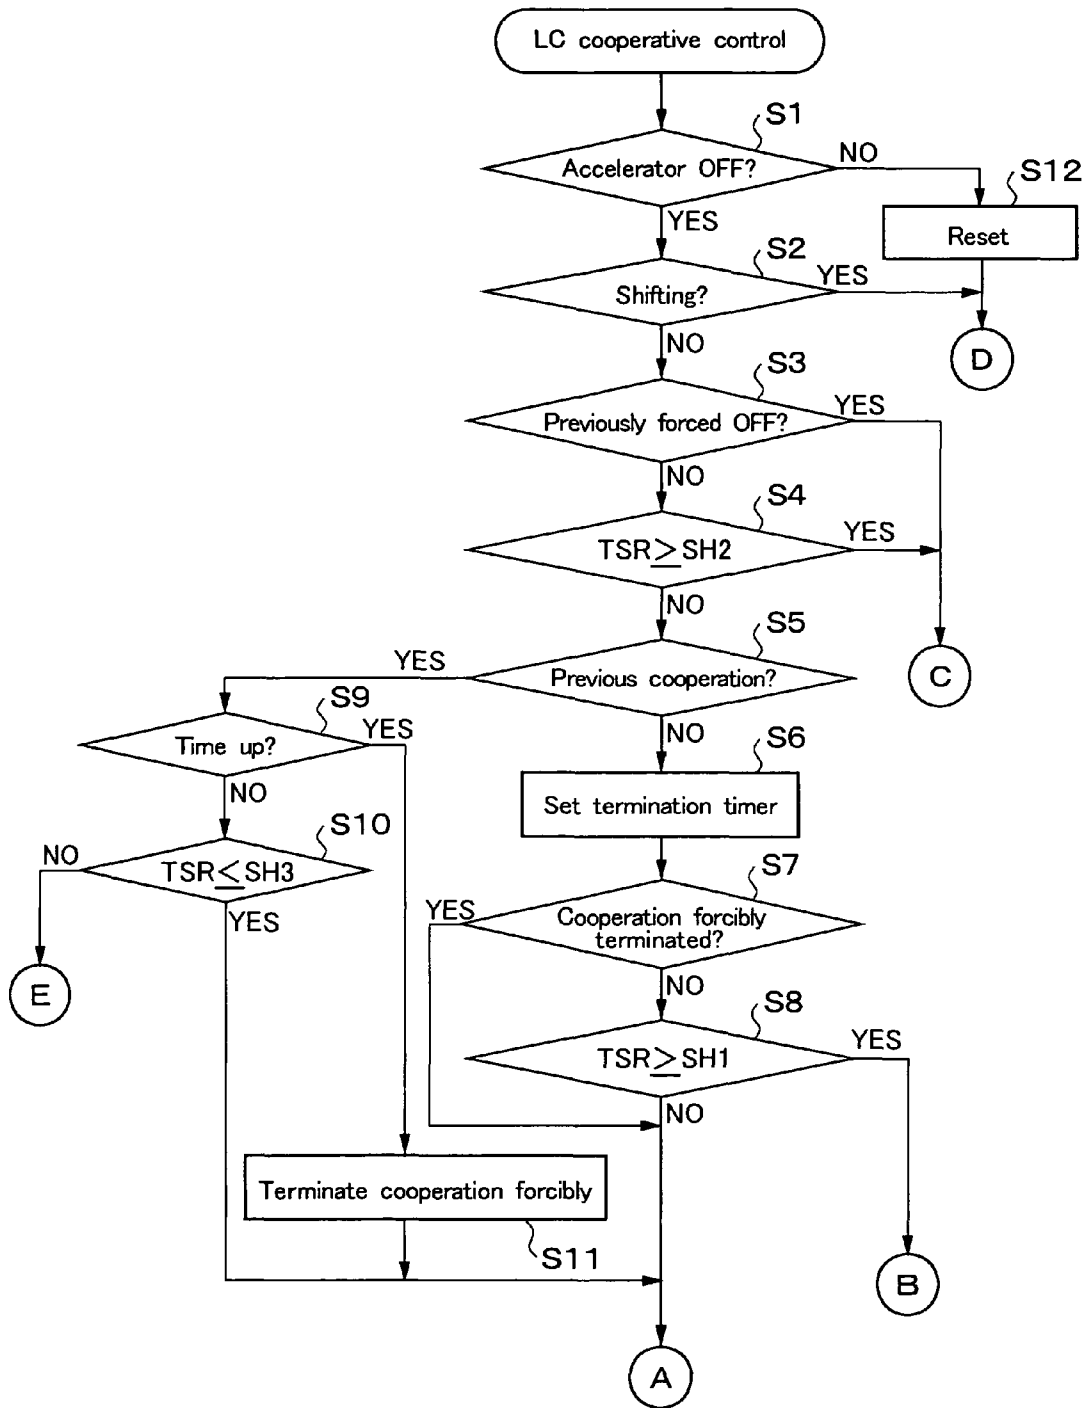 LC cooperative control
S1
Accelerator OFF?
NO
S12
YES
Reset
S2
YES
Shifting?
NO
D
S3
YES
Previously forced OFF?
NO
S4
YES
TSR≥SH2
NO
S5
YES
Previous cooperation?
C
S9
YES
Time up?
NO
S6
NO
Set termination timer
S10
NO
TSR≤SH3
S7
YES
YES
Cooperation forcibly
terminated?
E
NO
S8
YES
TSR≥SH1
NO
Terminate cooperation forcibly
S11
B
A